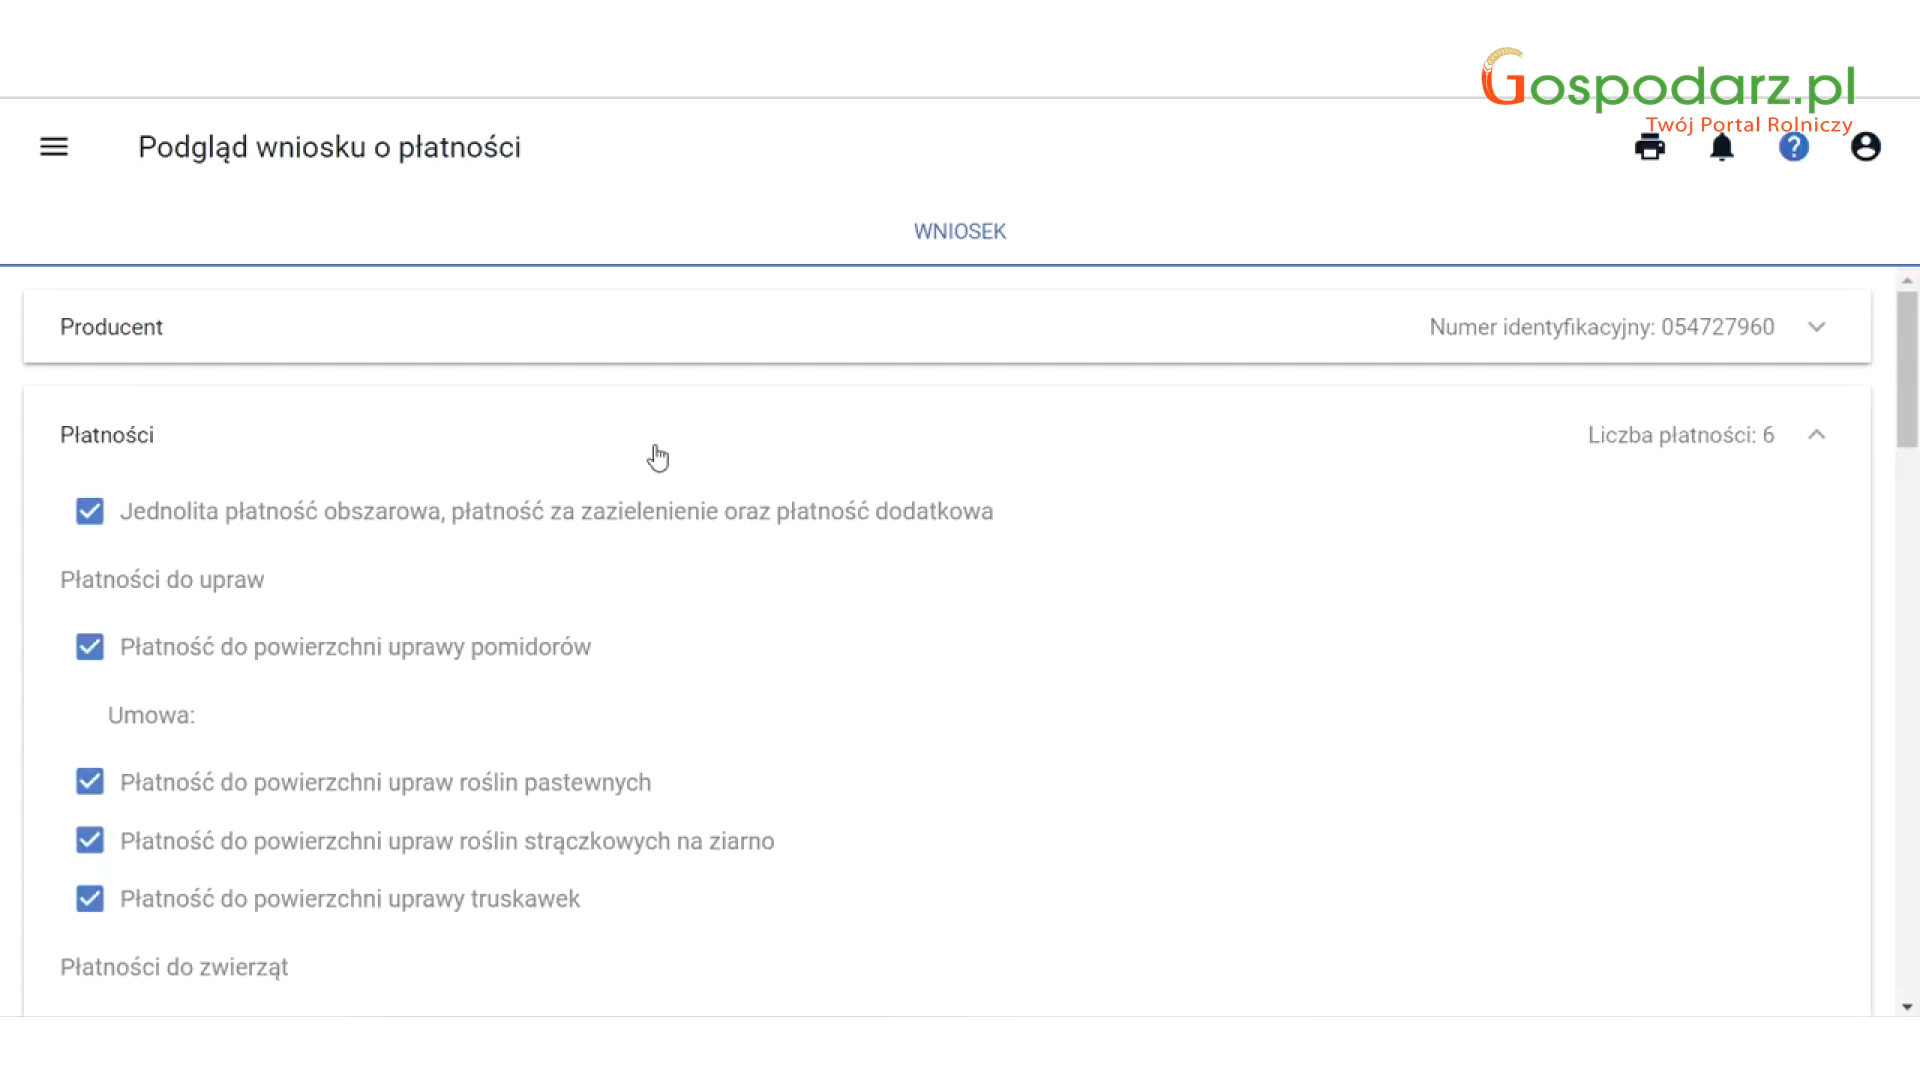 Gospodarz.pl
Twój Portal Rolniczy
Podgląd wniosku o płatności
?
WNIOSEK
Producent
Numer identyfikacyjny: 054727960
Płatności
Liczba płatności: 6
Jednolita płatność obszarowa, płatność za zazielenienie oraz płatność dodatkowa
Płatności do upraw
Płatność do powierzchni uprawy pomidorów
Umowa:
Płatność do powierzchni upraw roślin pastewnych
Płatność do powierzchni upraw roślin strączkowych na ziarno
Płatność do powierzchni uprawy truskawek
Płatności do zwierząt